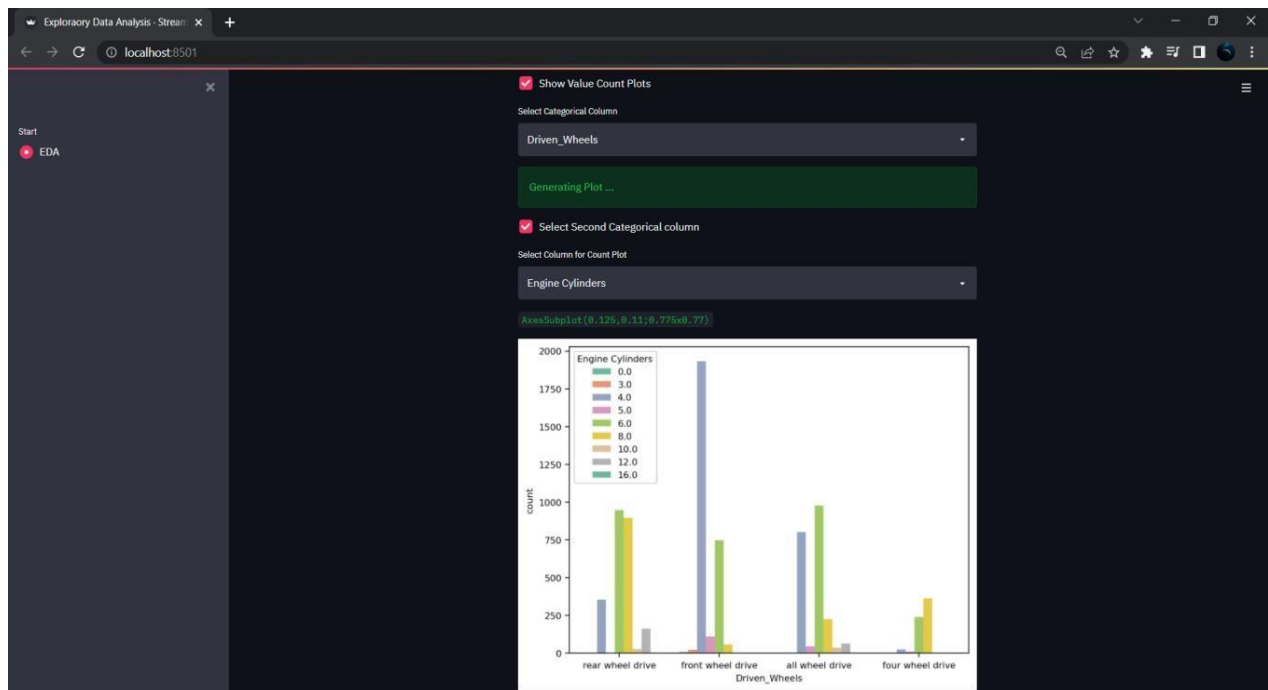 Exploraory Data Analysis · Stream
localhost:8501
Start
EDA
Show Value Count Plots
Select Categorical Column
Driven_Wheels
Generating Plot ...
Select Second Categorical column
Select Column for Count Plot
Engine Cylinders
AxesSubplot(0.125,0.11;0.775x0.77)
2000
1750
1500
1250
1000
750
500
250
0
count
Engine Cylinders
0.0
3.0
4.0
5.0
6.0
8.0
10.0
12.0
16.0
rear wheel drive front wheel drive all wheel drive four wheel drive
Driven_Wheels